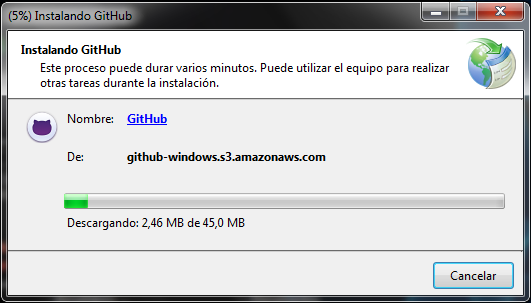 (5%) Instalando GitHub
Instalando GitHub
Este proceso puede durar varios minutos. Puede utilizar el equipo para realizar
otras tareas durante la instalación.
Nombre: GitHub
De: github-windows.s3.amazonaws.com
Descargando: 2,46 MB de 45,0 MB
Cancelar